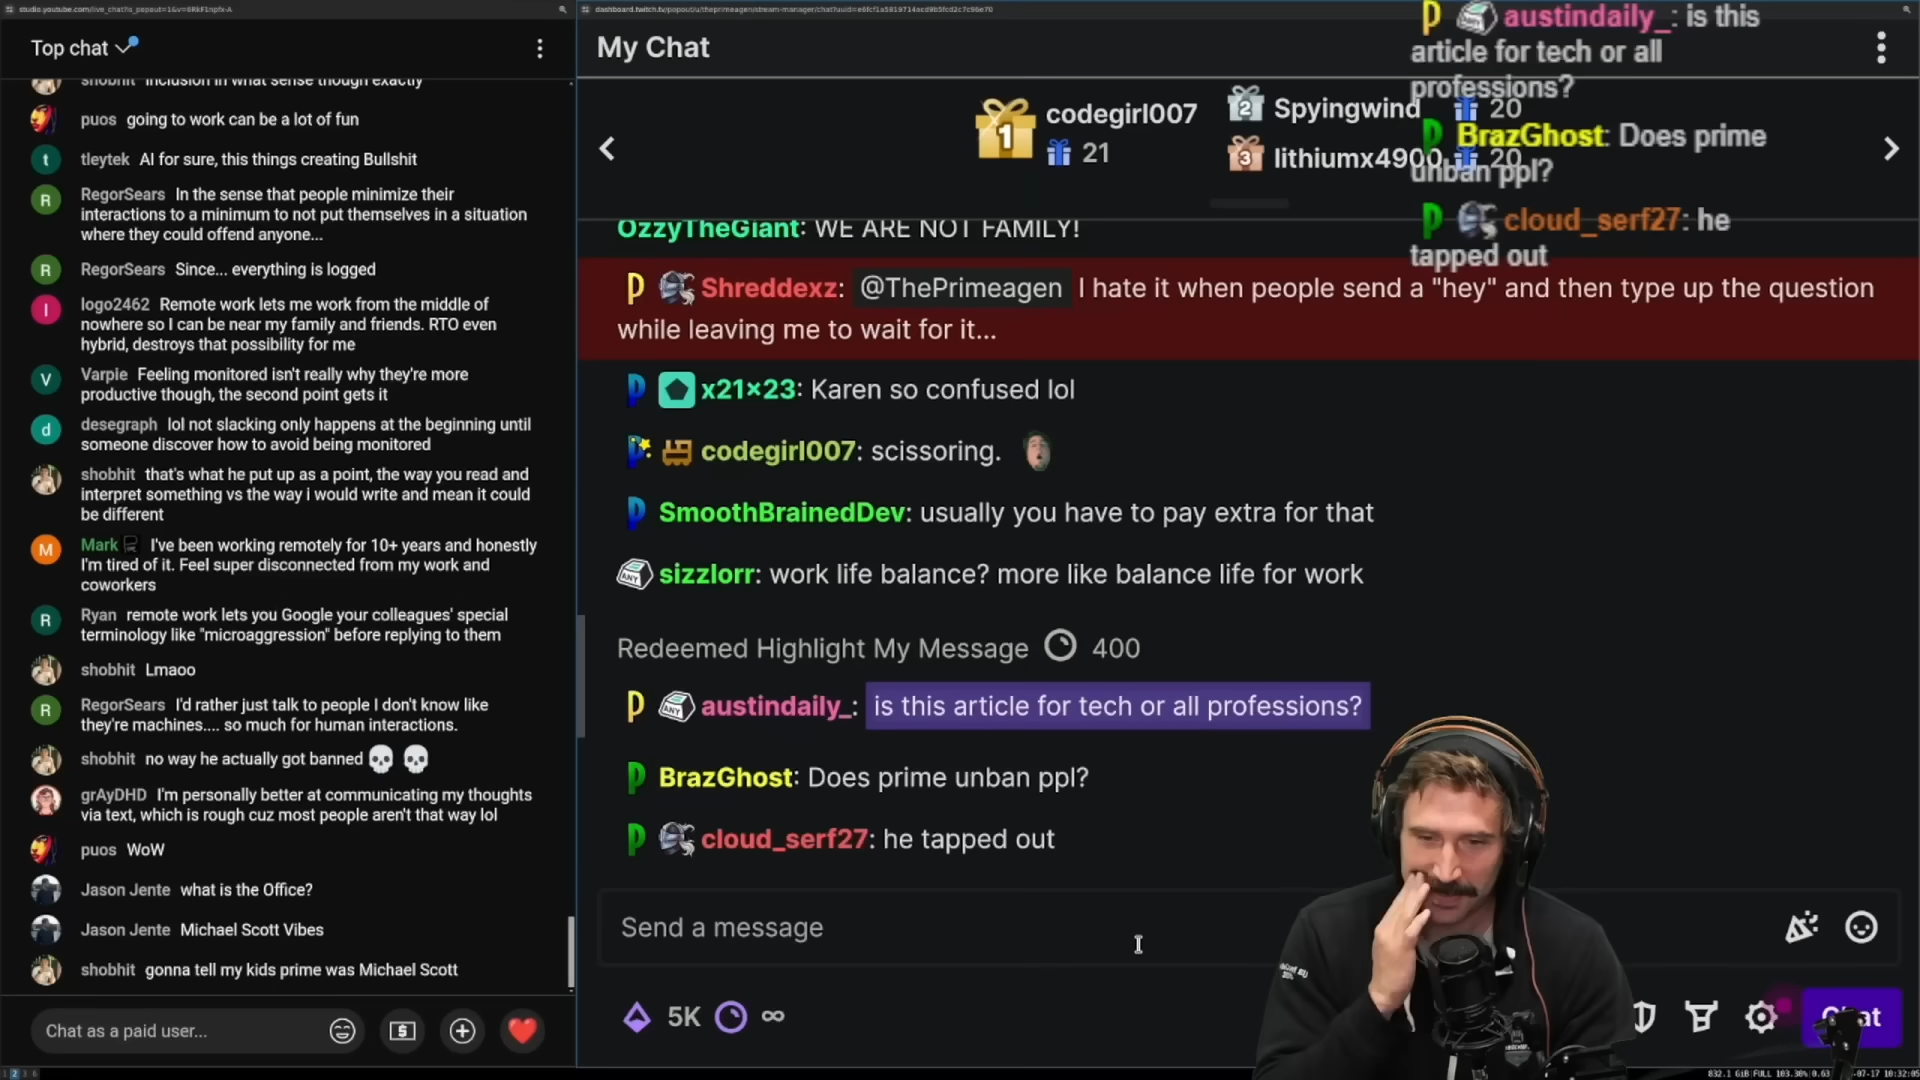 studio.youtube.com/live_chat?is_popout=1&v=6RkF1npfx-A
Top chat
shobhit inclusion in what sense though exactly
puos going to work can be a lot of fun
t
tleytek AI for sure, this things creating Bullshit
R
RegorSears In the sense that people minimize their
interactions to a minimum to not put themselves in a situation
where they could offend anyone...
R
RegorSears Since... everything is logged
l
logo2462 Remote work lets me work from the middle of
nowhere so I can be near my family and friends. RTO even
hybrid, destroys that possibility for me
V
Varpie Feeling monitored isn't really why they're more
productive though, the second point gets it
d
desegraph lol not slacking only happens at the beginning until
someone discover how to avoid being monitored
shobhit that's what he put up as a point, the way you read and
interpret something vs the way i would write and mean it could
be different
M
Mark I've been working remotely for 10+ years and honestly
I'm tired of it. Feel super disconnected from my work and
coworkers
R
Ryan remote work lets you Google your colleagues' special
terminology like "microaggression" before replying to them
shobhit Lmaoo
R
RegorSears I'd rather just talk to people I don't know like
they're machines.... so much for human interactions.
shobhit no way he actually got banned
grAyDHD I'm personally better at communicating my thoughts
via text, which is rough cuz most people aren't that way lol
puos WoW
Jason Jente what is the Office?
Jason Jente Michael Scott Vibes
shobhit gonna tell my kids prime was Michael Scott
Chat as a paid user...
My Chat
1 codegirl007
21
2 Spyingwind 20
3 lithiumx4900 20
OzzyTheGiant: WE ARE NOT FAMILY!
Shreddexz: @ThePrimeagen I hate it when people send a "hey" and then type up the question
while leaving me to wait for it...
x21x23: Karen so confused lol
codegirl007: scissoring.
SmoothBrainedDev: usually you have to pay extra for that
ANY sizzlorr: work life balance? more like balance life for work
Redeemed Highlight My Message 400
ANY austindaily_: is this article for tech or all professions?
BrazGhost: Does prime unban ppl?
cloud_serf27: he tapped out
Send a message
5K ∞
Chat
austindaily_: is this
article for tech or all
professions?
BrazGhost: Does prime
unban ppl?
cloud_serf27: he
tapped out